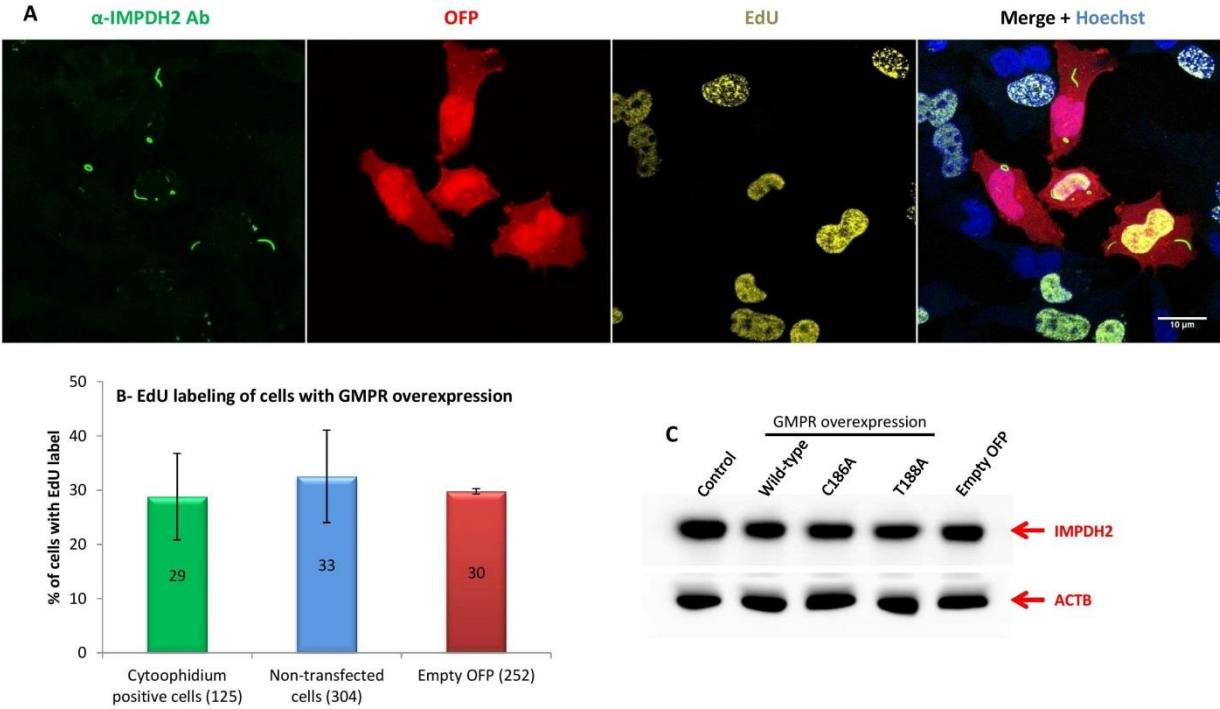 A
α-IMPDH2 Ab
OFP
EdU
Merge + Hoechst
10 µm
B- EdU labeling of cells with GMPR overexpression
% of cells with EdU label
50
40
30
20
10
0
29
33
30
Cytoophidium
positive cells (125)
Non-transfected
cells (304)
Empty OFP (252)
C
GMPR overexpression
Control
Wild-type
C186A
T188A
Empty OFP
IMPDH2
ACTB